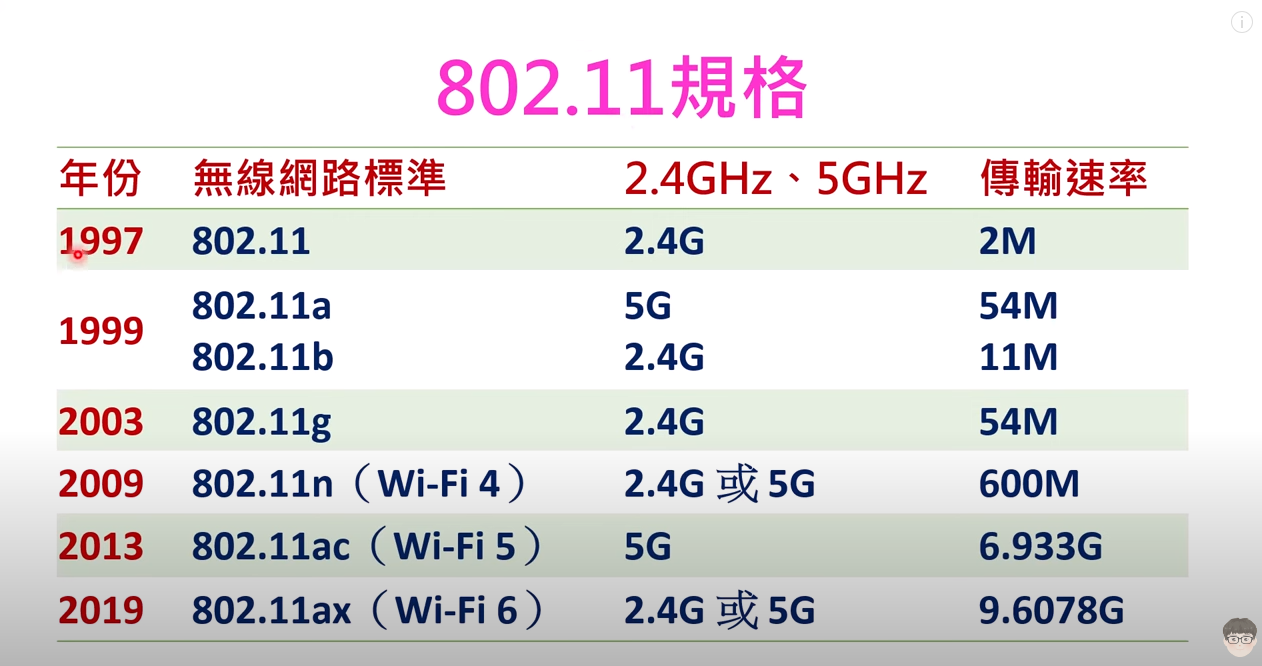 802.11規格
年份 無線網路標準 2.4GHz、5GHz 傳輸速率
1997 802.11 2.4G 2M
1999 802.11a 5G 54M
802.11b 2.4G 11M
2003 802.11g 2.4G 54M
2009 802.11n（Wi-Fi 4） 2.4G 或 5G 600M
2013 802.11ac（Wi-Fi 5） 5G 6.933G
2019 802.11ax（Wi-Fi 6） 2.4G 或 5G 9.6078G